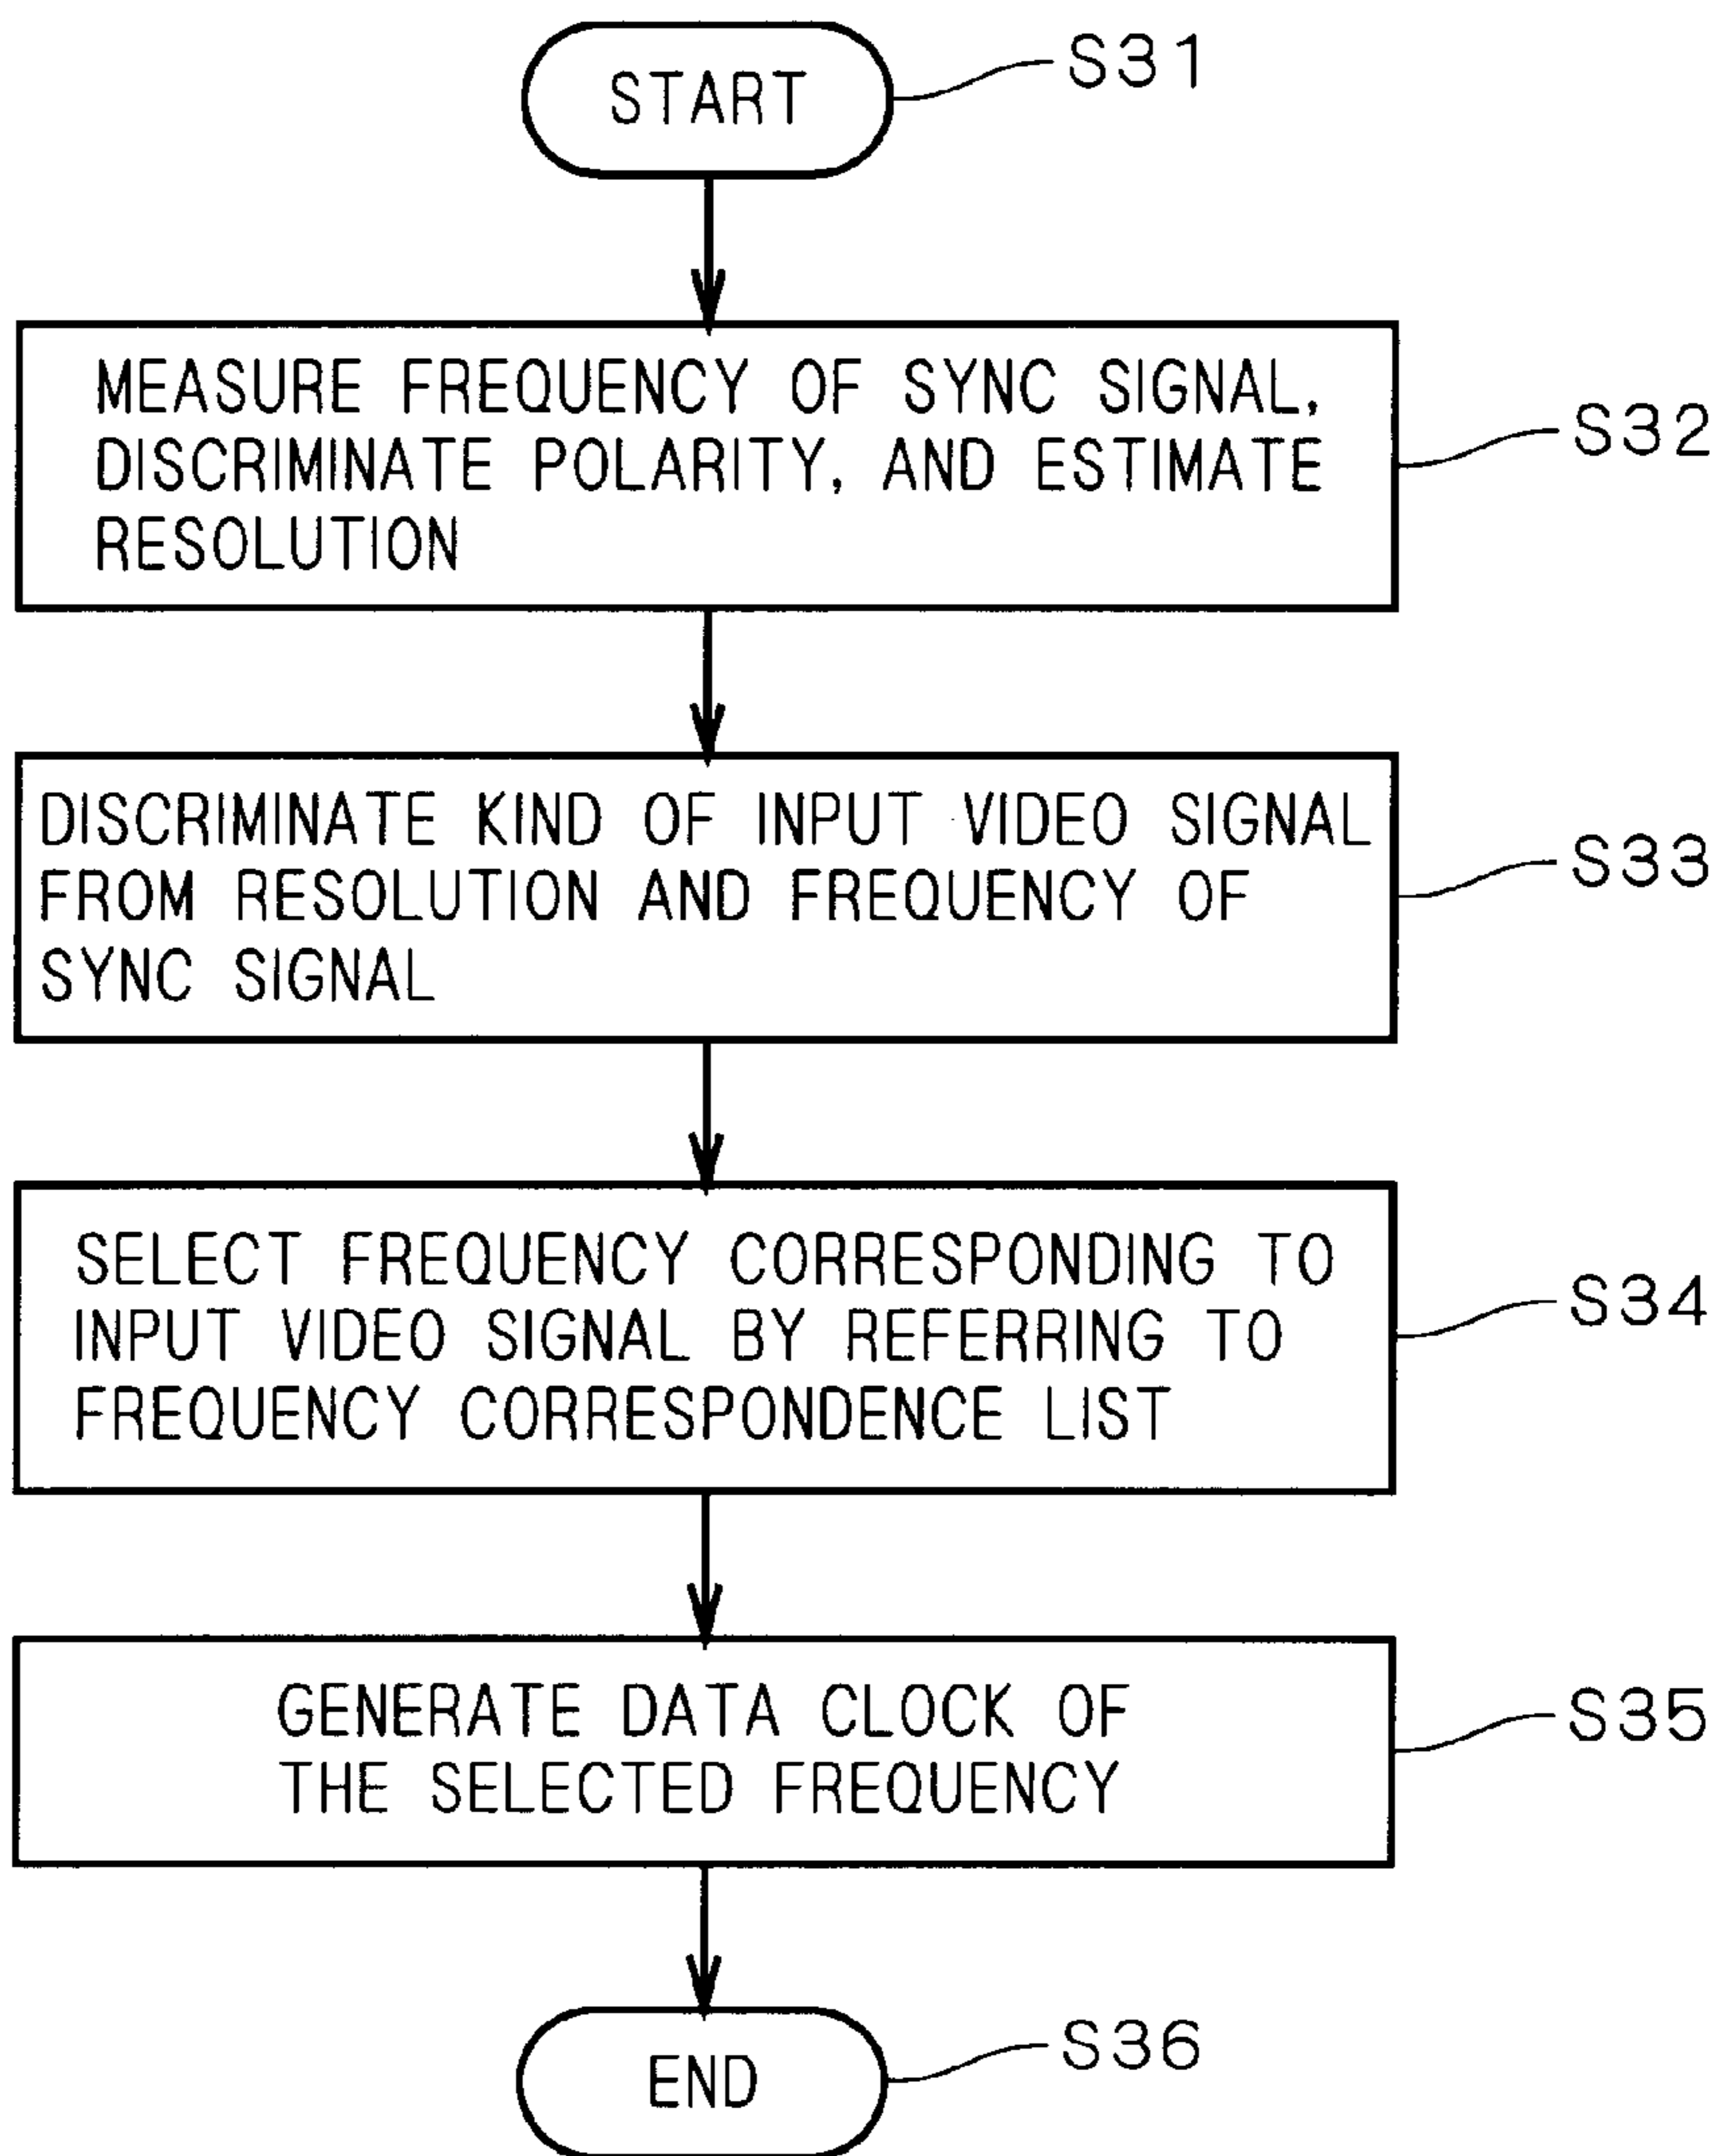 START
S31
MEASURE FREQUENCY OF SYNC SIGNAL,
DISCRIMINATE POLARITY, AND ESTIMATE
RESOLUTION
S32
DISCRIMINATE KIND OF INPUT VIDEO SIGNAL
FROM RESOLUTION AND FREQUENCY OF
SYNC SIGNAL
S33
SELECT FREQUENCY CORRESPONDING TO
INPUT VIDEO SIGNAL BY REFERRING TO
FREQUENCY CORRESPONDENCE LIST
S34
GENERATE DATA CLOCK OF
THE SELECTED FREQUENCY
S35
END
S36